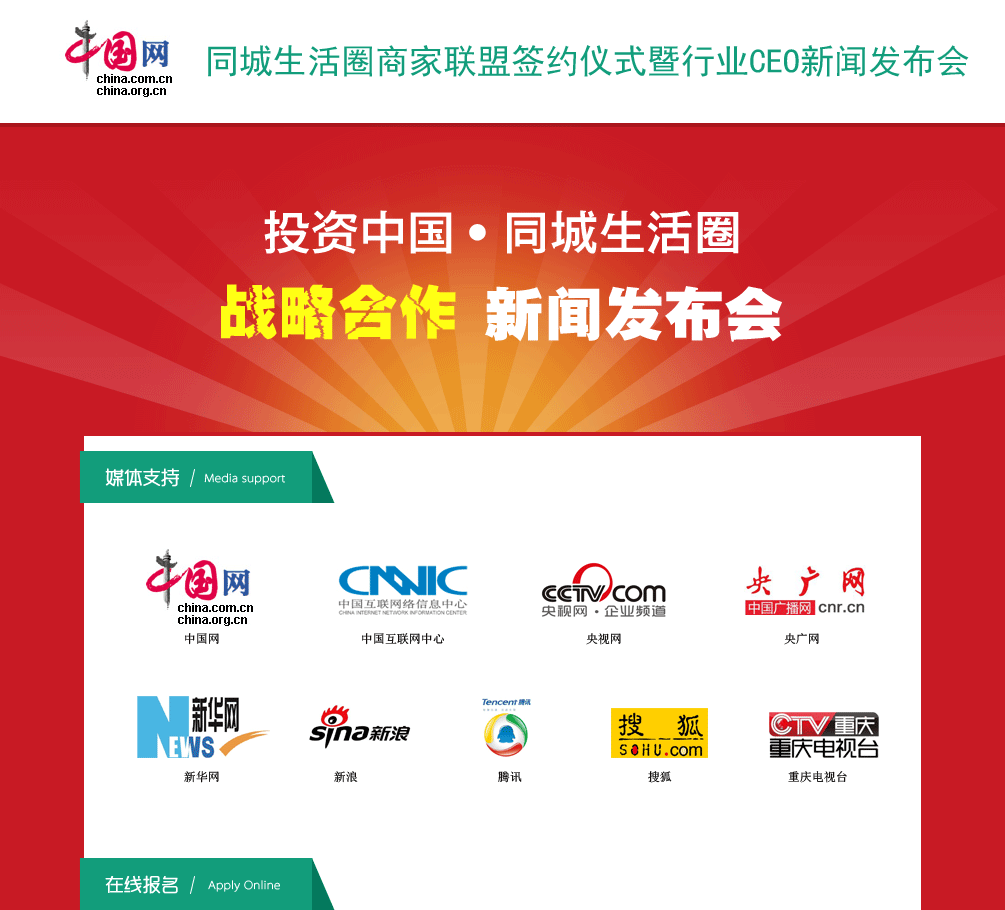 中国网
china.com.cn
china.org.cn
同城生活圈商家联盟签约仪式暨行业CEO新闻发布会
投资中国•同城生活圈
战略合作 新闻发布会
媒体支持 / Media support
中国网
china.com.cn
china.org.cn
中国网
CNNIC
中国互联网络信息中心
CHINA INTERNET NETWORK INFORMATION CENTER
中国互联网中心
CCTV.com
央视网·企业频道
央视网
央广网
中国广播网 cnr.cn
央广网
新华网
NEWS
新华网
sina新浪
新浪
Tencent 腾讯
腾讯
搜狐
SOHU.com
搜狐
CTV重庆
重庆电视台
重庆电视台
在线报名 / Apply Online